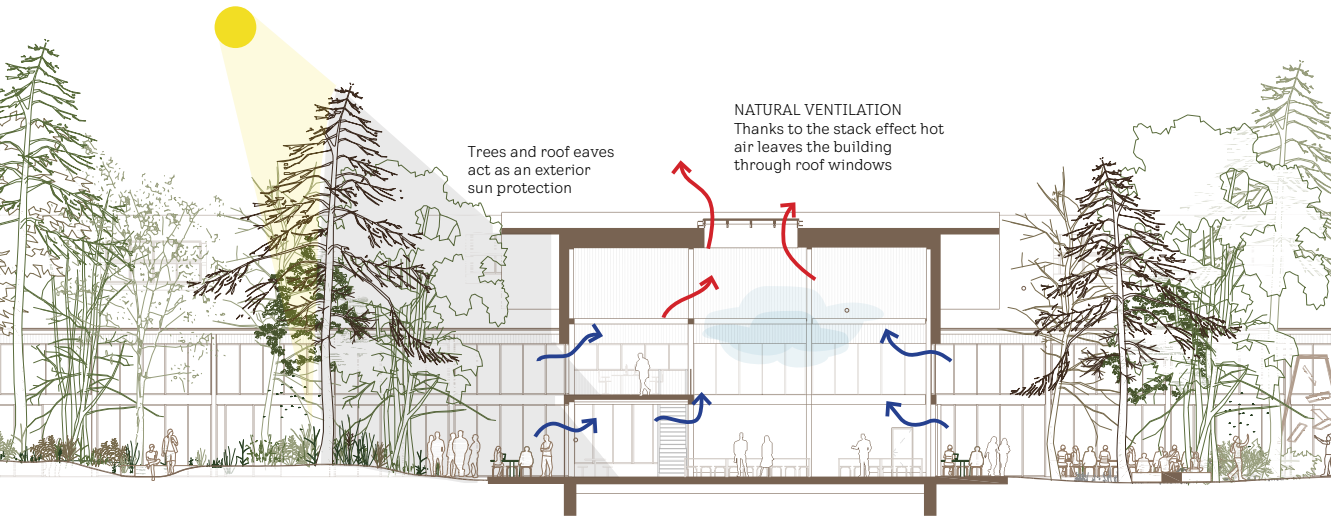 Trees and roof eaves
act as an exterior
sun protection
NATURAL VENTILATION
Thanks to the stack effect hot
air leaves the building
through roof windows